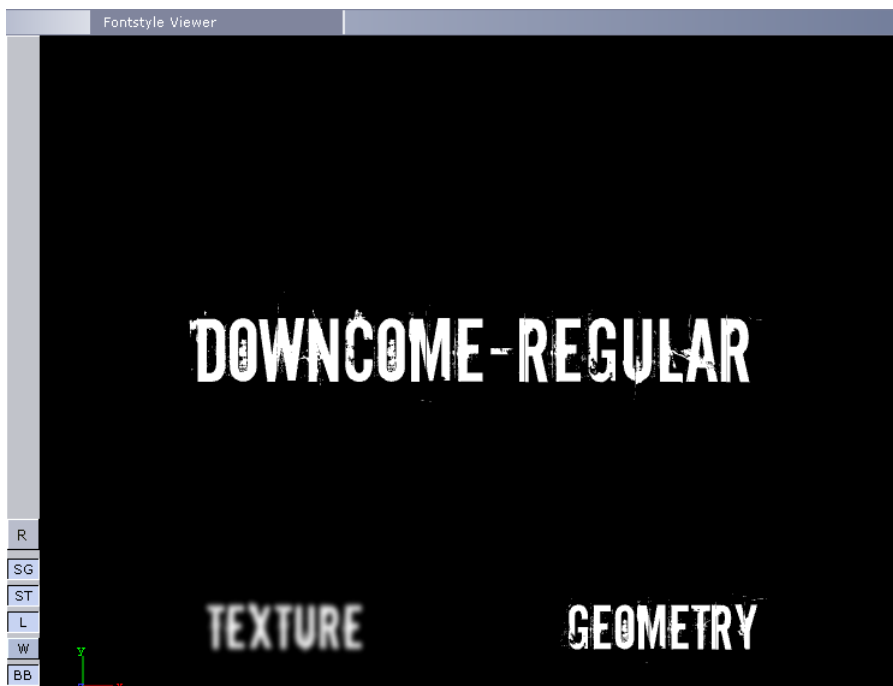 Fontstyle Viewer
DOWNCOME-REGULAR
R
SG
ST
L
W
BB
TEXTURE GEOMETRY
y
x